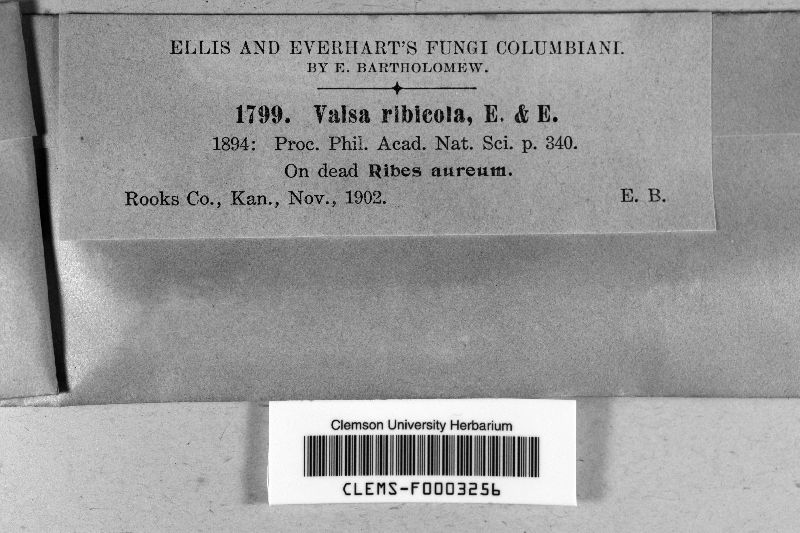 ELLIS AND EVERHART'S FUNGI COLUMBIANI.
BY E. BARTHOLOMEW.
1799. Valsa ribicola, E. & E.
1894: Proc. Phil. Acad. Nat. Sci. p. 340.
On dead Ribes aureum.
Rooks Co., Kan., Nov., 1902. E. B.
Clemson University Herbarium
CLEMS-F0003256